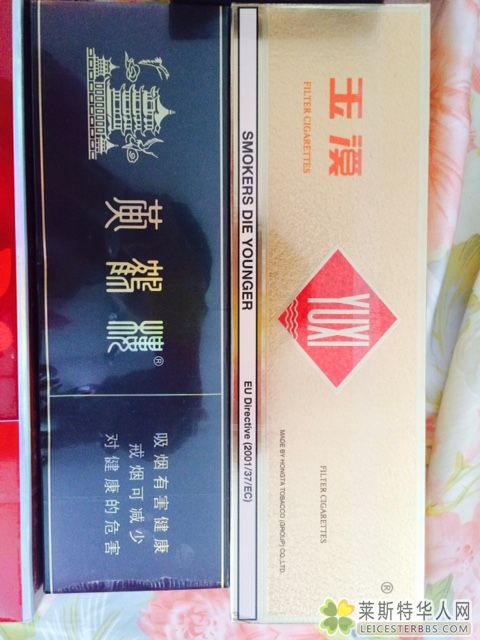 黄鹤楼
®
吸烟有害健康
戒烟可减少
对健康的危害
SMOKERS DIE YOUNGER
EU Directive (2001/37/EC)
玉溪
FILTER CIGARETTES
YUXI
MADE BY HONGTA TOBACCO (GROUP) CO.,LTD.
FILTER CIGARETTES
®
莱斯特华人网
LEICESTERBBS.COM